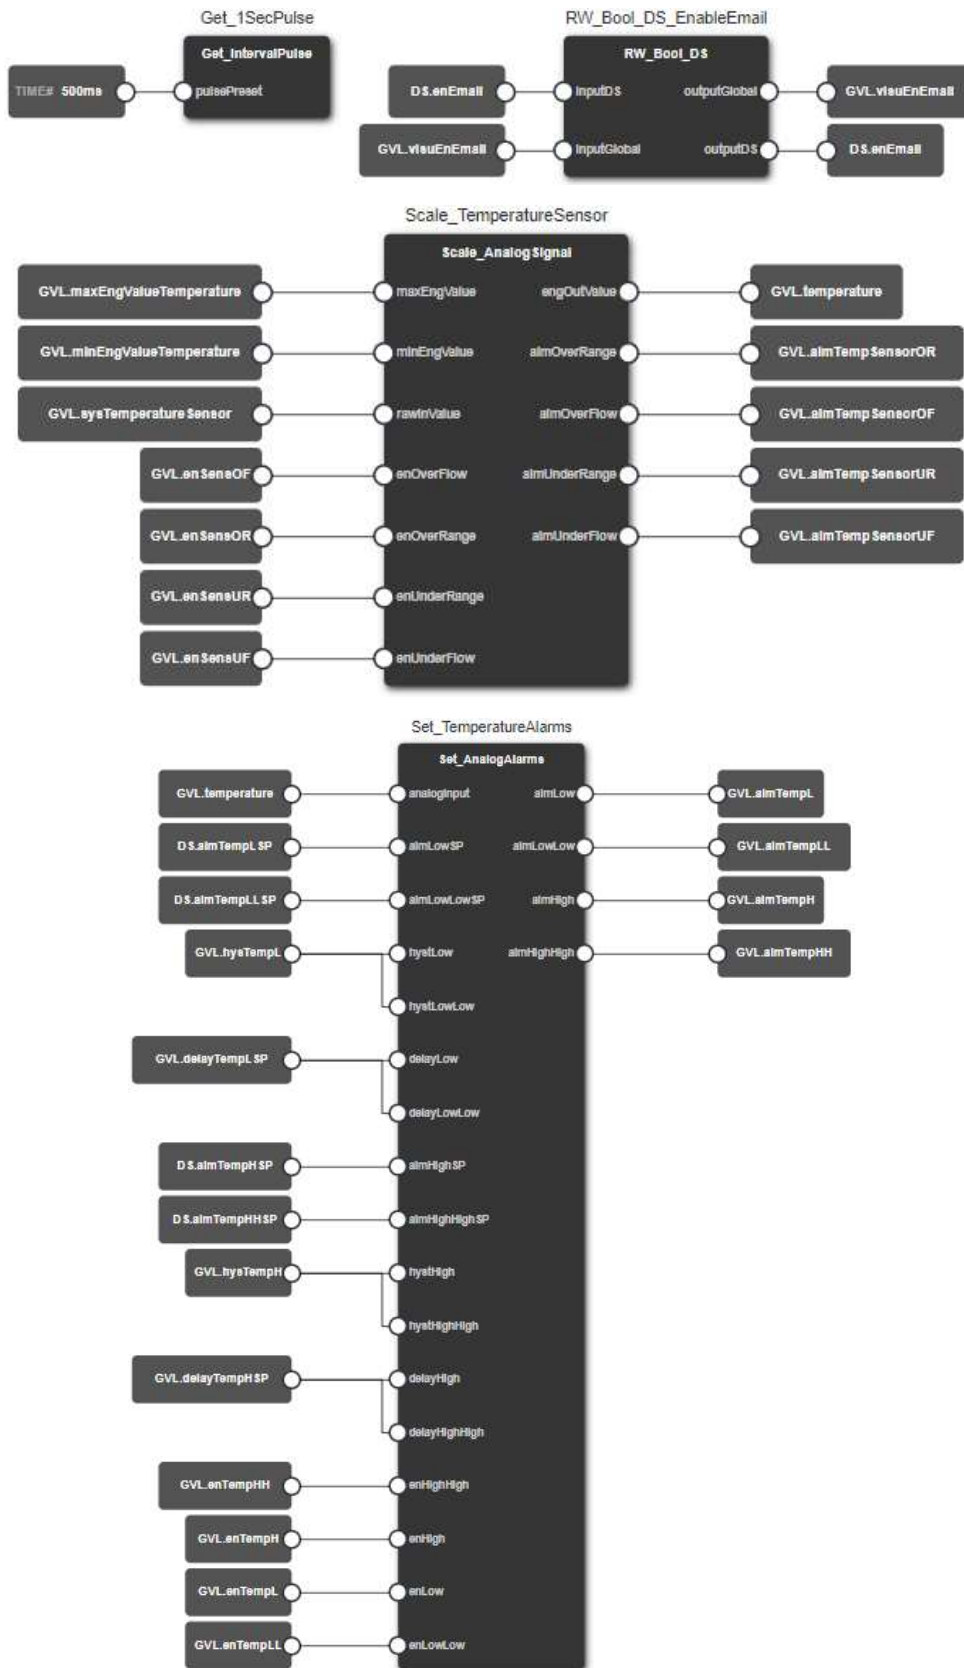 Get_1SecPulse
RW_Bool_DS_EnableEmail
Get_IntervalPulse
RW_Bool_DS
TIME# 500ms
pulsePreset
DS.enEmail
inputDS
outputGlobal
GVL.visuEnEmail
GVL.visuEnEmail
inputGlobal
outputDS
DS.enEmail
Scale_TemperatureSensor
Scale_AnalogSignal
GVL.maxEngValueTemperature
maxEngValue
engOutValue
GVL.temperature
GVL.minEngValueTemperature
minEngValue
almOverRange
GVL.almTempSensorOR
GVL.sysTemperatureSensor
rawInValue
almOverFlow
GVL.almTempSensorOF
GVL.enSensOF
enOverFlow
almUnderRange
GVL.almTempSensorUR
GVL.enSensOR
enOverRange
almUnderFlow
GVL.almTempSensorUF
GVL.enSensUR
enUnderRange
GVL.enSensUF
enUnderFlow
Set_TemperatureAlarms
Set_AnalogAlarms
GVL.temperature
analogInput
almLow
GVL.almTempL
DS.almTempLSP
almLowSP
almLowLow
GVL.almTempLL
DS.almTempLLSP
almLowLowSP
almHigh
GVL.almTempH
GVL.hysTempL
hystLow
almHighHigh
GVL.almTempHH
hystLowLow
GVL.delayTempLSP
delayLow
delayLowLow
DS.almTempHSP
almHighSP
DS.almTempHHSP
almHighHighSP
GVL.hysTempH
hystHigh
hystHighHigh
GVL.delayTempHSP
delayHigh
delayHighHigh
GVL.enTempHH
enHighHigh
GVL.enTempH
enHigh
GVL.enTempL
enLow
GVL.enTempLL
enLowLow